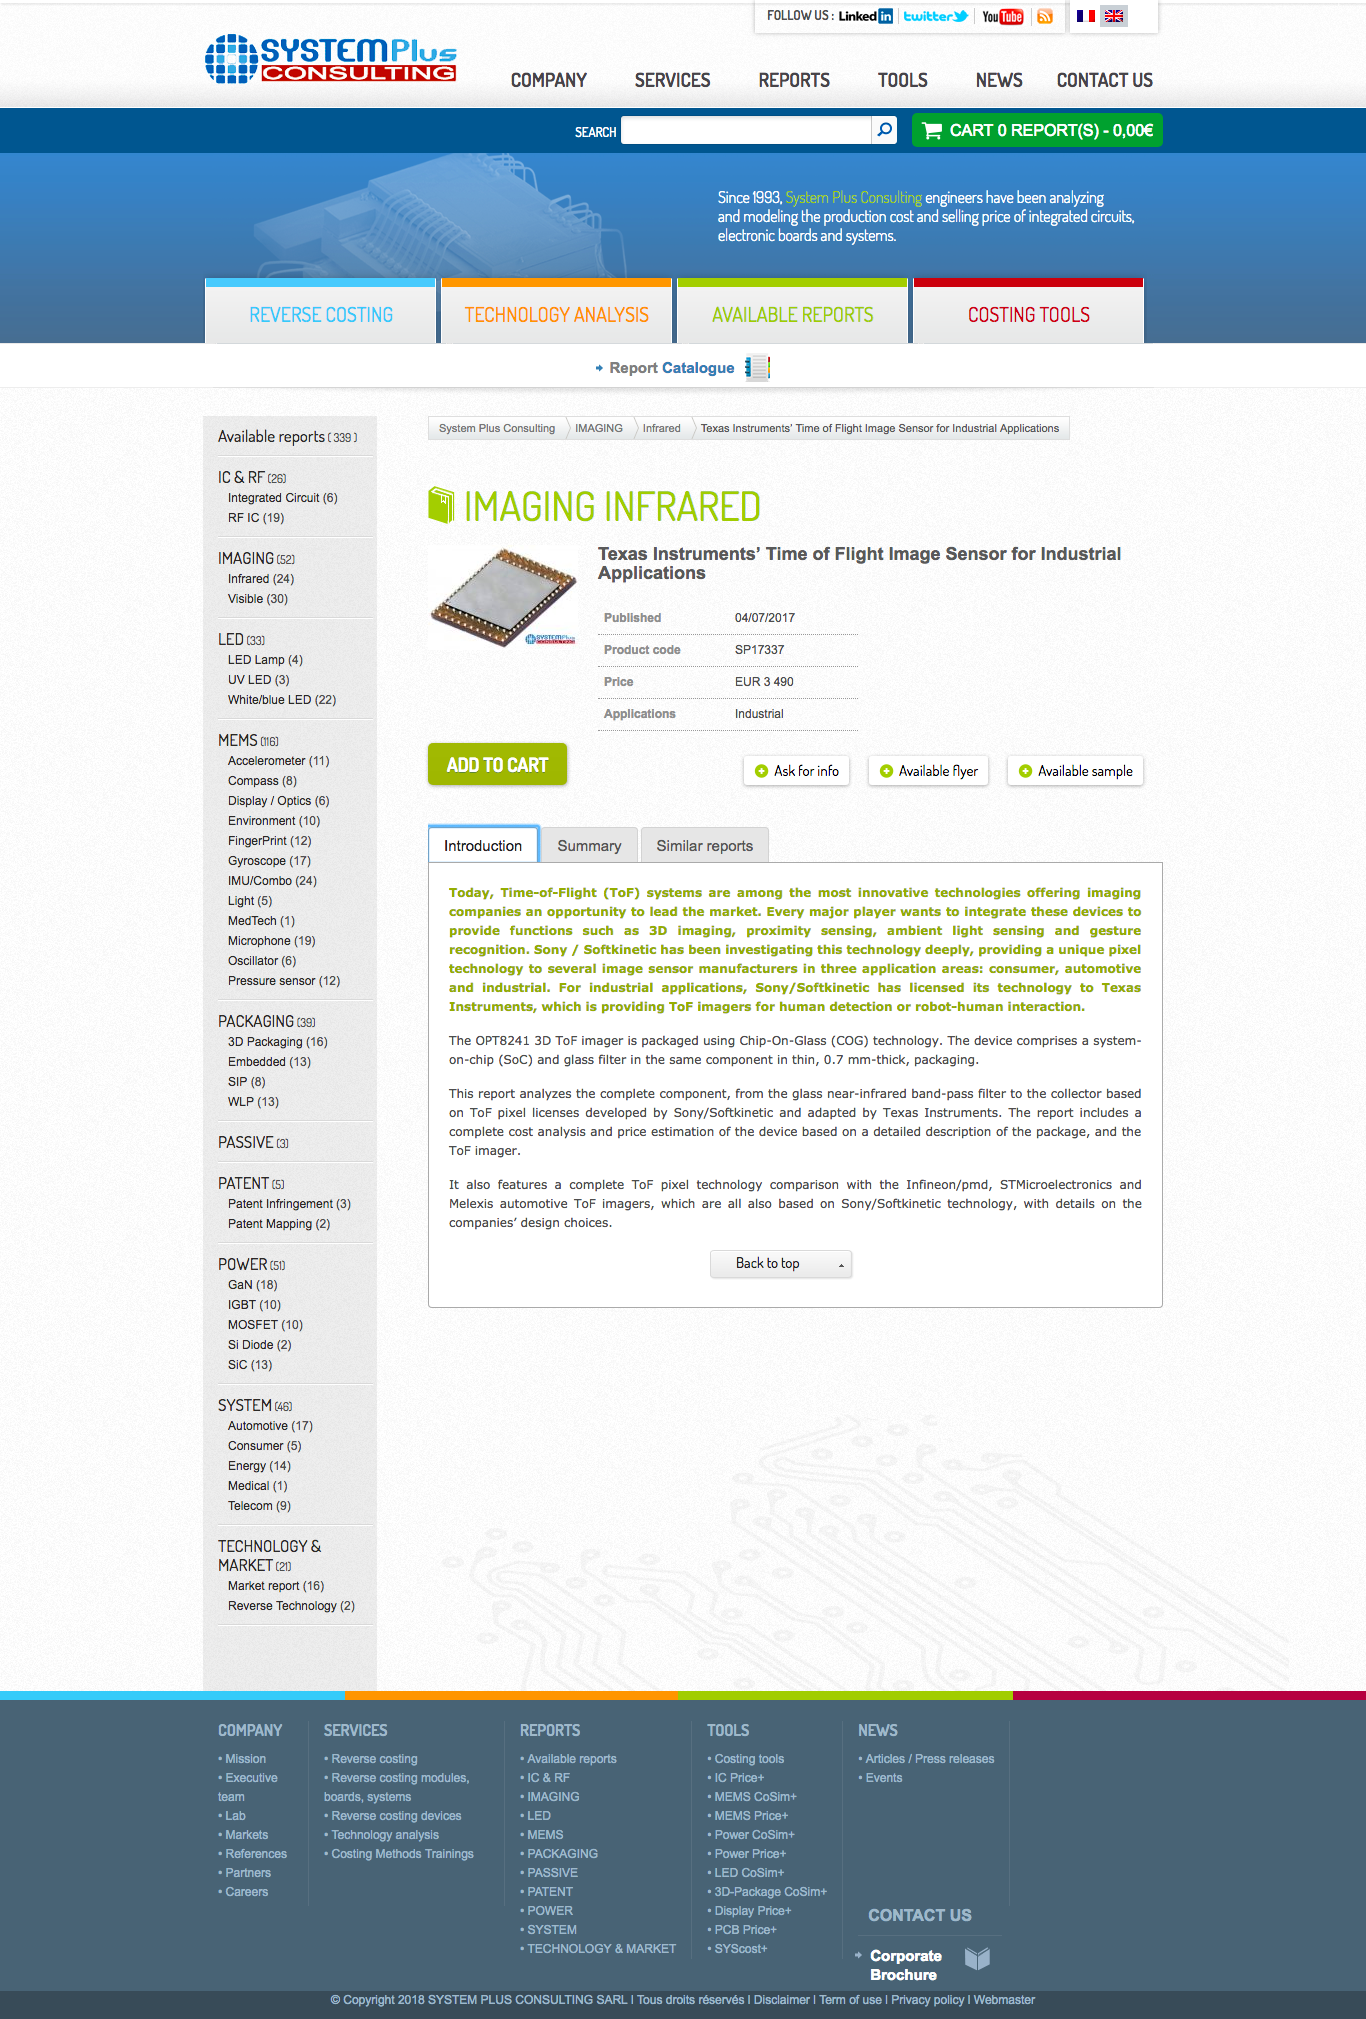 FOLLOW US : Linked in twitter You Tube
SYSTEMPlus
CONSULTING
COMPANY SERVICES REPORTS TOOLS NEWS CONTACT US
SEARCH
CART 0 REPORT(S) - 0,00€
Since 1993, System Plus Consulting engineers have been analyzing
and modeling the production cost and selling price of integrated circuits,
electronic boards and systems.
REVERSE COSTING TECHNOLOGY ANALYSIS AVAILABLE REPORTS COSTING TOOLS
Report Catalogue
Available reports ( 339 )
IC & RF (26)
Integrated Circuit (6)
RF IC (19)
IMAGING (52)
Infrared (24)
Visible (30)
LED (33)
LED Lamp (4)
UV LED (3)
White/blue LED (22)
MEMS (116)
Accelerometer (11)
Compass (8)
Display / Optics (6)
Environment (10)
FingerPrint (12)
Gyroscope (17)
IMU/Combo (24)
Light (5)
MedTech (1)
Microphone (19)
Oscillator (6)
Pressure sensor (12)
PACKAGING (39)
3D Packaging (16)
Embedded (13)
SIP (8)
WLP (13)
PASSIVE (3)
PATENT (5)
Patent Infringement (3)
Patent Mapping (2)
POWER (51)
GaN (18)
IGBT (10)
MOSFET (10)
Si Diode (2)
SiC (13)
SYSTEM (46)
Automotive (17)
Consumer (5)
Energy (14)
Medical (1)
Telecom (9)
TECHNOLOGY &
MARKET (21)
Market report (16)
Reverse Technology (2)
System Plus Consulting IMAGING Infrared Texas Instruments' Time of Flight Image Sensor for Industrial Applications
IMAGING INFRARED
SYSTEMPlus
CONSULTING
Texas Instruments' Time of Flight Image Sensor for Industrial
Applications
Published 04/07/2017
Product code SP17337
Price EUR 3 490
Applications Industrial
ADD TO CART
Ask for info Available flyer Available sample
Introduction Summary Similar reports
Today, Time-of-Flight (ToF) systems are among the most innovative technologies offering imaging
companies an opportunity to lead the market. Every major player wants to integrate these devices to
provide functions such as 3D imaging, proximity sensing, ambient light sensing and gesture
recognition. Sony / Softkinetic has been investigating this technology deeply, providing a unique pixel
technology to several image sensor manufacturers in three application areas: consumer, automotive
and industrial. For industrial applications, Sony/Softkinetic has licensed its technology to Texas
Instruments, which is providing ToF imagers for human detection or robot-human interaction.
The OPT8241 3D ToF imager is packaged using Chip-On-Glass (COG) technology. The device comprises a system-
on-chip (SoC) and glass filter in the same component in thin, 0.7 mm-thick, packaging.
This report analyzes the complete component, from the glass near-infrared band-pass filter to the collector based
on ToF pixel licenses developed by Sony/Softkinetic and adapted by Texas Instruments. The report includes a
complete cost analysis and price estimation of the device based on a detailed description of the package, and the
ToF imager.
It also features a complete ToF pixel technology comparison with the Infineon/pmd, STMicroelectronics and
Melexis automotive ToF imagers, which are all also based on Sony/Softkinetic technology, with details on the
companies' design choices.
Back to top
COMPANY
• Mission
• Executive
team
• Lab
• Markets
• References
• Partners
• Careers
SERVICES
• Reverse costing
• Reverse costing modules,
boards, systems
• Reverse costing devices
• Technology analysis
• Costing Methods Trainings
REPORTS
• Available reports
• IC & RF
• IMAGING
• LED
• MEMS
• PACKAGING
• PASSIVE
• PATENT
• POWER
• SYSTEM
• TECHNOLOGY & MARKET
TOOLS
• Costing tools
• IC Price+
• MEMS CoSim+
• MEMS Price+
• Power CoSim+
• Power Price+
• LED CoSim+
• 3D-Package CoSim+
• Display Price+
• PCB Price+
• SYScost+
NEWS
• Articles / Press releases
• Events
CONTACT US
Corporate
Brochure
© Copyright 2018 SYSTEM PLUS CONSULTING SARL I Tous droits réservés I Disclaimer I Term of use I Privacy policy I Webmaster